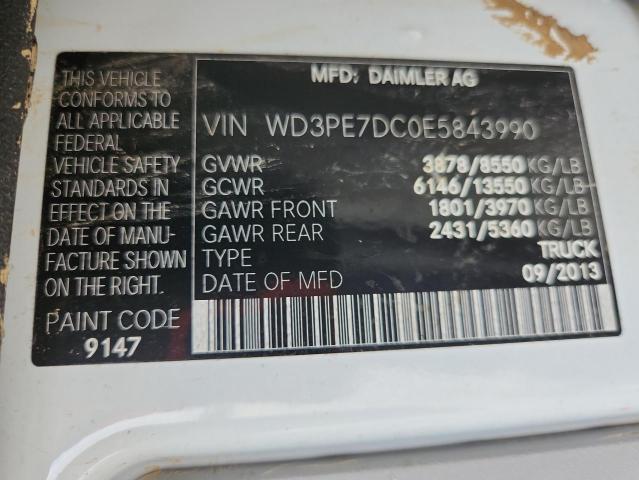 THIS VEHICLE
CONFORMS TO
ALL APPLICABLE
FEDERAL
VEHICLE SAFETY
STANDARDS IN
EFFECT ON THE
DATE OF MANU-
FACTURE SHOWN
ON THE RIGHT.
PAINT CODE
9147
MFD: DAIMLER AG
VIN WD3PE7DC0E5843990
GVWR 3878/8550 KG/LB
GCWR 6146/13550 KG/LB
GAWR FRONT 1801/3970 KG/LB
GAWR REAR 2431/5360 KG/LB
TYPE TRUCK
DATE OF MFD 09/2013